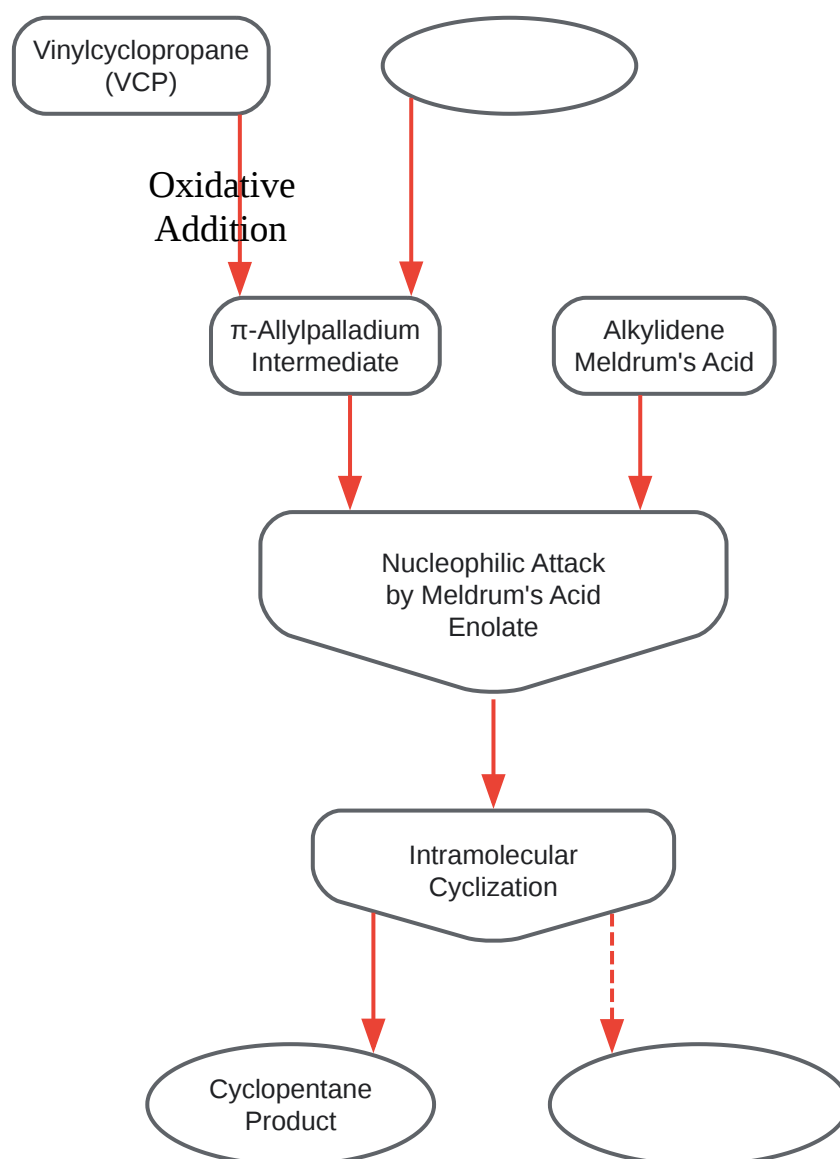 Vinylcyclopropane
(VCP)
Oxidative
Addition
π-Allylpalladium
Intermediate
Alkylidene
Meldrum's Acid
Nucleophilic Attack
by Meldrum's Acid
Enolate
Intramolecular
Cyclization
Cyclopentane
Product